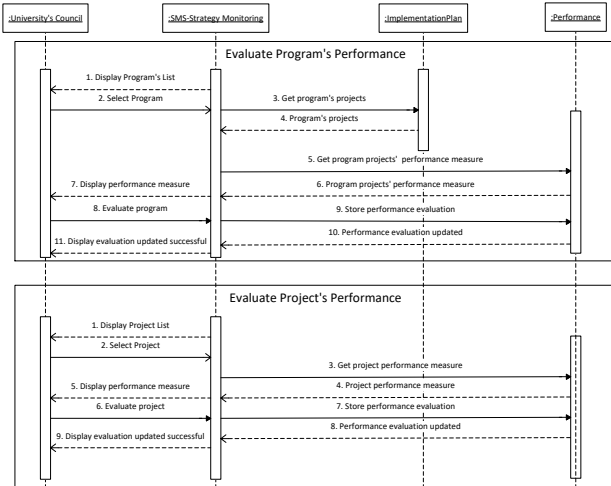 :University's Council
:SMS-Strategy Monitoring
:ImplementationPlan
:Performance
Evaluate Program's Performance
1. Display Program's List
2. Select Program
3. Get program's projects
4. Program's projects
5. Get program projects' performance measure
6. Program projects' performance measure
7. Display performance measure
8. Evaluate program
9. Store performance evaluation
10. Performance evaluation updated
11. Display evaluation updated successful
Evaluate Project's Performance
1. Display Project List
2. Select Project
3. Get project performance measure
4. Project performance measure
5. Display performance measure
6. Evaluate project
7. Store performance evaluation
8. Performance evaluation updated
9. Display evaluation updated successful